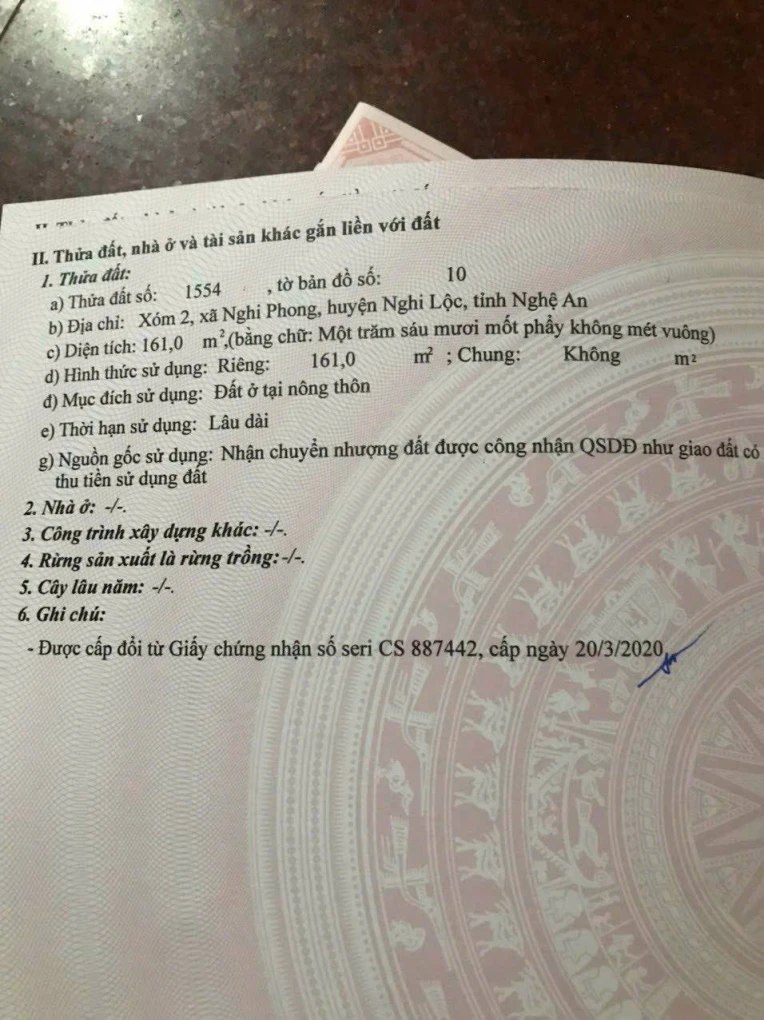 II. Thửa đất, nhà ở và tài sản khác gắn liền với đất
1. Thửa đất:
a) Thửa đất số: 1554 , tờ bản đồ số: 10
b) Địa chỉ: Xóm 2, xã Nghi Phong, huyện Nghi Lộc, tỉnh Nghệ An
c) Diện tích: 161,0 m²,(bằng chữ: Một trăm sáu mươi mốt phẩy không mét vuông)
d) Hình thức sử dụng: Riêng: 161,0 m² ; Chung: Không m²
đ) Mục đích sử dụng: Đất ở tại nông thôn
e) Thời hạn sử dụng: Lâu dài
g) Nguồn gốc sử dụng: Nhận chuyển nhượng đất được công nhận QSDĐ như giao đất có
thu tiền sử dụng đất
2. Nhà ở: -/-.
3. Công trình xây dựng khác: -/-.
4. Rừng sản xuất là rừng trồng: -/-.
5. Cây lâu năm: -/-.
6. Ghi chú:
- Được cấp đổi từ Giấy chứng nhận số seri CS 887442, cấp ngày 20/3/2020